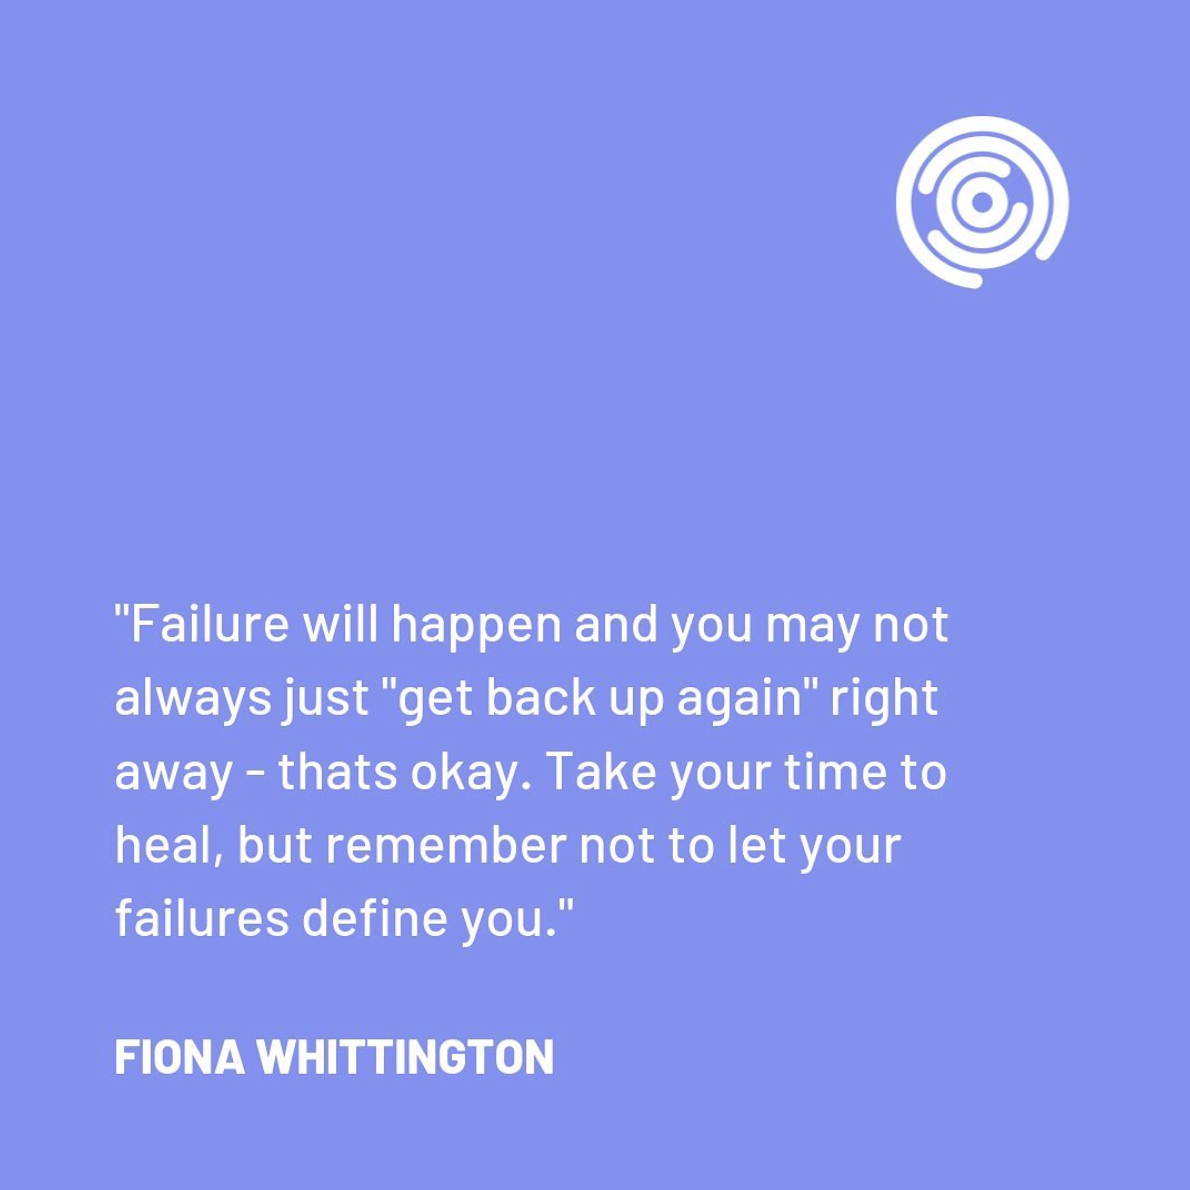 "Failure will happen and you may not
always just "get back up again" right
away - thats okay. Take your time to
heal, but remember not to let your
failures define you."
FIONA WHITTINGTON